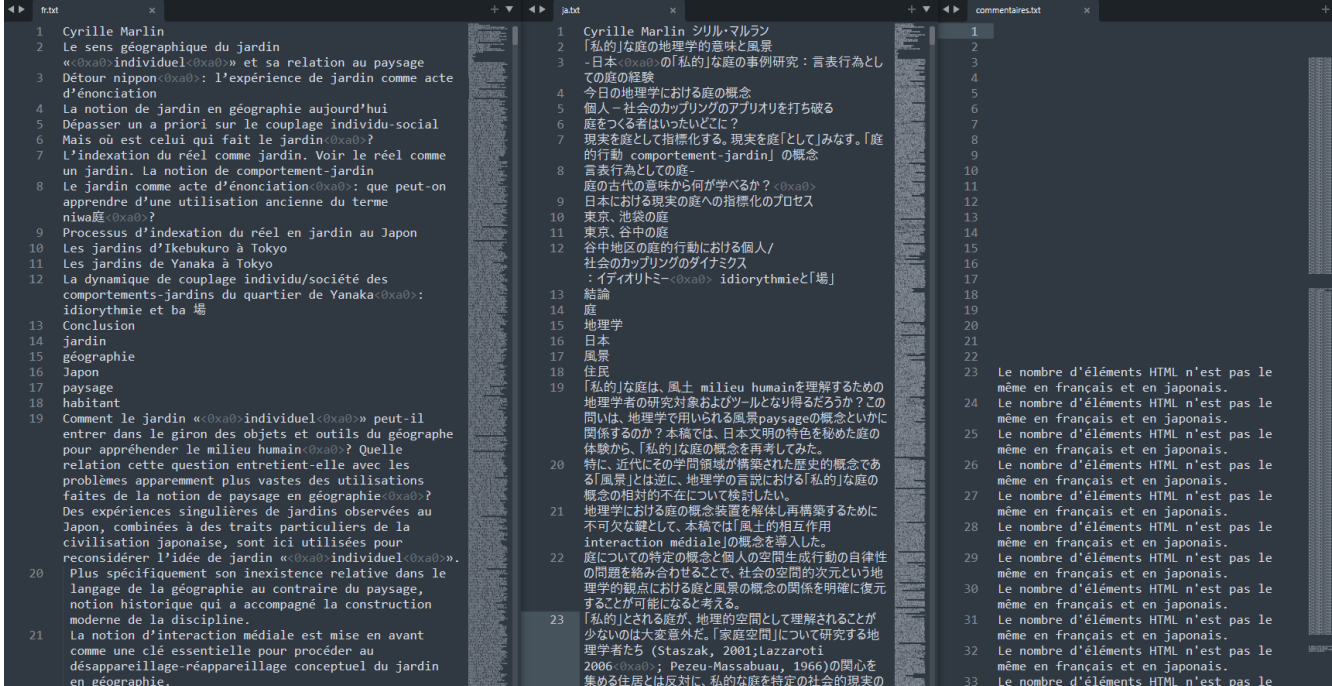 fr.txt
Cyrille Marlin
Le sens géographique du jardin
«<0xa0>individuel<0xa0>» et sa relation au paysage
Détour nippon<0xa0>: l’expérience de jardin comme acte
d’énonciation
La notion de jardin en géographie aujourd’hui
Dépasser un a priori sur le couplage individu-social
Mais où est celui qui fait le jardin<0xa0>?
L’indexation du réel comme jardin. Voir le réel comme
un jardin. La notion de comportement-jardin
Le jardin comme acte d’énonciation<0xa0>: que peut-on
apprendre d’une utilisation ancienne du terme
niwa庭<0xa0>?
Processus d’indexation du réel en jardin au Japon
Les jardins d’Ikebukuro à Tokyo
Les jardins de Yanaka à Tokyo
La dynamique de couplage individu/société des
comportements-jardins du quartier de Yanaka<0xa0>:
idiorythmie et ba 場
Conclusion
jardin
géographie
Japon
paysage
habitant
Comment le jardin «<0xa0>individuel<0xa0>» peut-il
entrer dans le giron des objets et outils du géographe
pour appréhender le milieu humain<0xa0>? Quelle
relation cette question entretient-elle avec les
problèmes apparemment plus vastes des utilisations
faites de la notion de paysage en géographie<0xa0>?
Des expériences singulières de jardins observées au
Japon, combinées à des traits particuliers de la
civilisation japonaise, sont ici utilisées pour
reconsidérer l’idée de jardin «<0xa0>individuel<0xa0>».
Plus spécifiquement son inexistence relative dans le
langage de la géographie au contraire du paysage,
notion historique qui a accompagné la construction
moderne de la discipline.
La notion d’interaction médiale est mise en avant
comme une clé essentielle pour procéder au
désappareillage-réappareillage conceptuel du jardin
en géographie.
ja.txt
Cyrille Marlin シリル・マルラン
「私的」な庭の地理学的意味と風景
-日本<0xa0>の「私的」な庭の事例研究：言表行為とし
ての庭の経験
今日の地理学における庭の概念
個人－社会のカップリングのアプリオリを打ち破る
庭をつくる者はいったいどこに？
現実を庭として指標化する。現実を庭「として」みなす。「庭
的行動 comportement-jardin」の概念
言表行為としての庭-
庭の古代の意味から何が学べるか？<0xa0>
日本における現実の庭への指標化のプロセス
東京、池袋の庭
東京、谷中の庭
谷中地区の庭的行動における個人/
社会のカップリングのダイナミクス
：イディオリトミー<0xa0> idiorythmieと「場」
結論
庭
地理学
日本
風景
住民
「私的」な庭は、風土 milieu humainを理解するための
地理学者の研究対象およびツールとなり得るだろうか？この
問いは、地理学で用いられる風景paysageの概念といかに
関係するのか？本稿では、日本文明の特色を秘めた庭の
体験から、「私的」な庭の概念を再考してみた。
特に、近代にその学問領域が構築された歴史的概念であ
る「風景」とは逆に、地理学の言説における「私的」な庭の
概念の相対的不在について検討したい。
地理学における庭の概念装置を解体し再構築するために
不可欠な鍵として、本稿では「風土的相互作用
interaction médiale」の概念を導入した。
庭についての特定の概念と個人の空間生成行動の自律性
の問題を絡み合わせることで、社会の空間的次元という地
理学的観点における庭と風景の概念の関係を明確に復元
することが可能になると考える。
「私的」とされる庭が、地理的空間として理解されることが
少ないのは大変意外だ。「家庭空間」について研究する地
理学者たち (Staszak, 2001;Lazzaroti
2006<0xa0>; Pezeu-Massabuau, 1966)の関心を
集める住居とは反対に、私的な庭を特定の社会的現実の
commentaires.txt
Le nombre d'éléments HTML n'est pas le
même en français et en japonais.
Le nombre d'éléments HTML n'est pas le
même en français et en japonais.
Le nombre d'éléments HTML n'est pas le
même en français et en japonais.
Le nombre d'éléments HTML n'est pas le
même en français et en japonais.
Le nombre d'éléments HTML n'est pas le
même en français et en japonais.
Le nombre d'éléments HTML n'est pas le
même en français et en japonais.
Le nombre d'éléments HTML n'est pas le
même en français et en japonais.
Le nombre d'éléments HTML n'est pas le
même en français et en japonais.
Le nombre d'éléments HTML n'est pas le
même en français et en japonais.
Le nombre d'éléments HTML n'est pas le
même en français et en japonais.
Le nombre d'éléments HTML n'est pas le